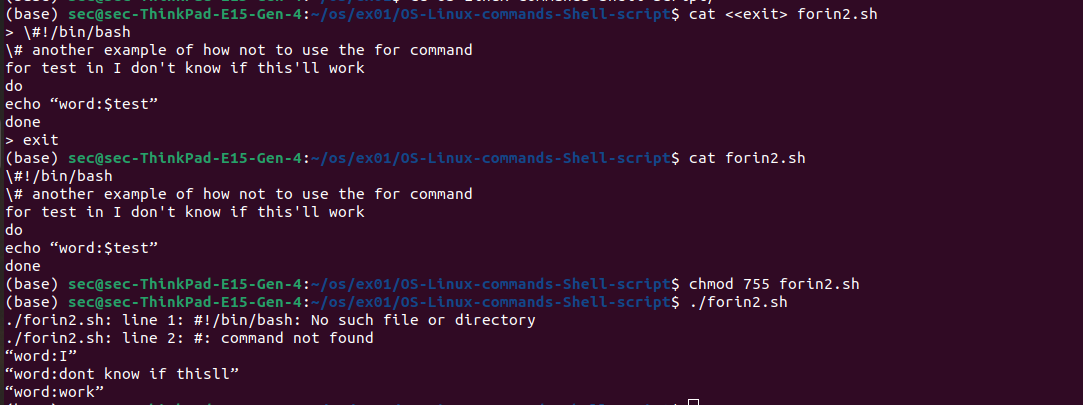 (base) sec@sec-ThinkPad-E15-Gen-4:~/os/ex01/OS-Linux-commands-Shell-script$ cat <<exit> forin2.sh
> \#!/bin/bash
\# another example of how not to use the for command
for test in I don't know if this'll work
do
echo “word:$test”
done
> exit
(base) sec@sec-ThinkPad-E15-Gen-4:~/os/ex01/OS-Linux-commands-Shell-script$ cat forin2.sh
\#!/bin/bash
\# another example of how not to use the for command
for test in I don't know if this'll work
do
echo “word:$test”
done
(base) sec@sec-ThinkPad-E15-Gen-4:~/os/ex01/OS-Linux-commands-Shell-script$ chmod 755 forin2.sh
(base) sec@sec-ThinkPad-E15-Gen-4:~/os/ex01/OS-Linux-commands-Shell-script$ ./forin2.sh
./forin2.sh: line 1: #!/bin/bash: No such file or directory
./forin2.sh: line 2: #: command not found
“word:I”
“word:dont know if thisll”
“word:work”